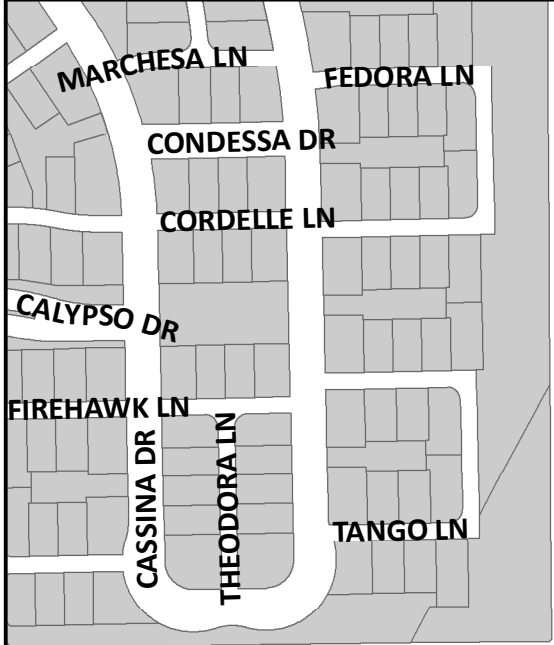 MARCHESA LN
FEDORA LN
CONDESSA DR
CORDELLE LN
CALYPSO DR
FIREHAWK LN
CASSINA DR
THEODORA LN
TANGO LN